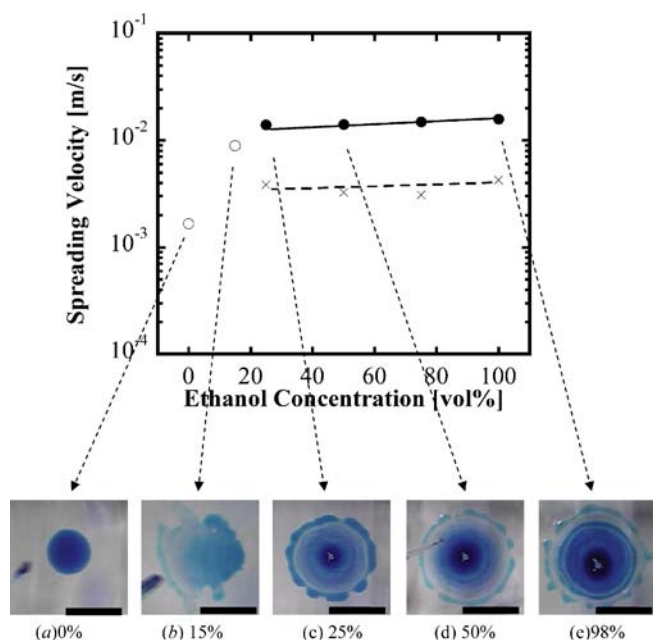 10-1
10-2
10-3
10-4
Spreading Velocity [m/s]
0 20 40 60 80 100
Ethanol Concentration [vol%]
(a)0% (b) 15% (c) 25% (d) 50% (e)98%